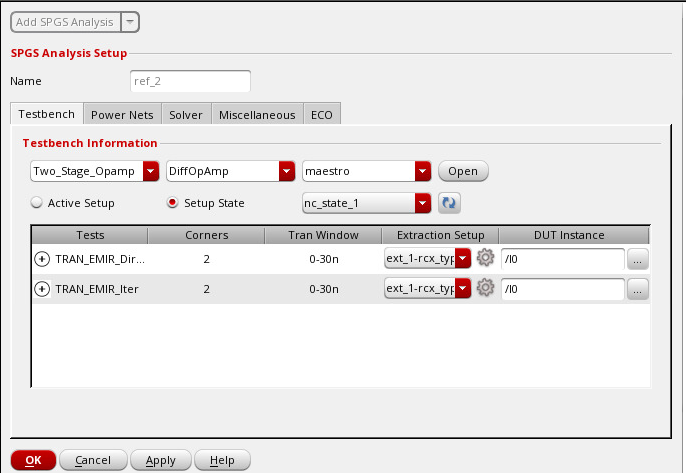 Add SPGS Analysis
SPGS Analysis Setup
Name ref_2
Testbench Power Nets Solver Miscellaneous ECO
Testbench Information
Two_Stage_Opamp DiffOpAmp maestro Open
Active Setup Setup State nc_state_1
Tests Corners Tran Window Extraction Setup DUT Instance
TRAN_EMIR_Dir... 2 0-30n ext_1-rcx_typ /I0 ...
TRAN_EMIR_Iter 2 0-30n ext_1-rcx_typ /I0 ...
OK Cancel Apply Help